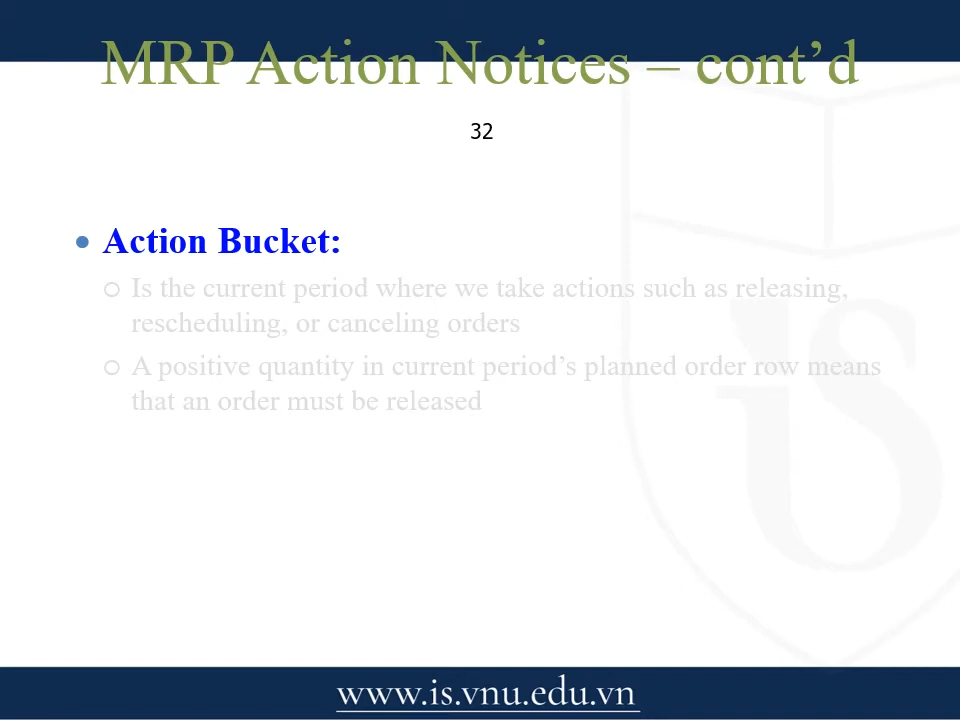 MRP Action Notices – cont’d
32
• Action Bucket:
○ Is the current period where we take actions such as releasing,
rescheduling, or canceling orders
○ A positive quantity in current period’s planned order row means
that an order must be released
is
www.is.vnu.edu.vn